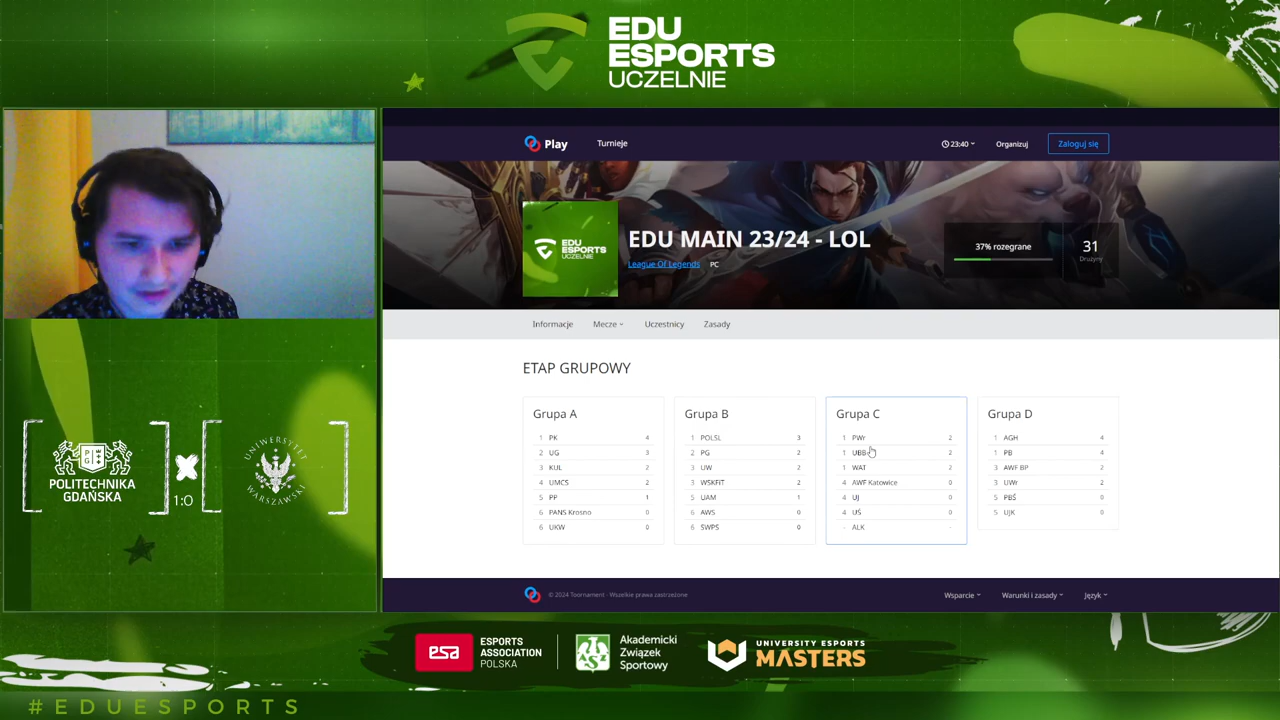 EDU
ESPORTS
UCZELNIE
Play
Turnieje
23:40
Organizuj
Zaloguj się
EDU
ESPORTS
UCZELNIE
EDU MAIN 23/24 - LOL
League Of Legends
PC
37% rozegrane
31
Drużyny
Informacje
Mecze
Uczestnicy
Zasady
ETAP GRUPOWY
Grupa A
1 PK 4
2 UG 3
3 KUL 2
4 UMCS 2
5 PP 1
6 PANS Krosno 0
6 UKW 0
Grupa B
1 POLSL 3
2 PG 2
3 UW 2
3 WSKFiT 2
5 UAM 1
6 AWS 0
6 SWPS 0
Grupa C
1 PWr 2
1 UBB 2
1 WAT 2
4 AWF Katowice 0
4 UJ 0
4 UŚ 0
- ALK -
Grupa D
1 AGH 4
1 PB 4
3 AWF BP 2
3 UWr 2
5 PBŚ 0
5 UJK 0
© 2024 Toornament - Wszelkie prawa zastrzeżone
Wsparcie
Warunki i zasady
Język
POLITECHNIKA
GDAŃSKA
1:0
UNIWERSYTET
WARSZAWSKI
esa
ESPORTS
ASSOCIATION
POLSKA
AZS
Akademicki
Związek
Sportowy
UNIVERSITY ESPORTS
MASTERS
#EDUESPORTS